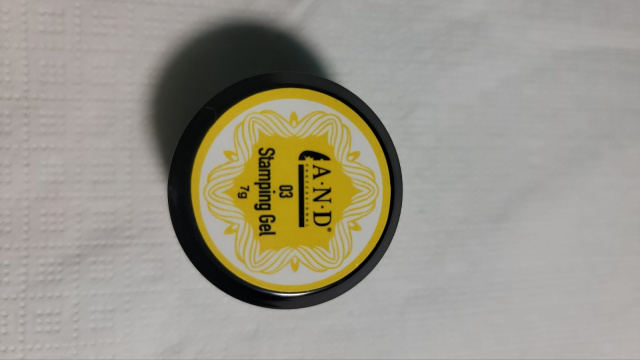 A·N·D®
03
Stamping Gel
7g